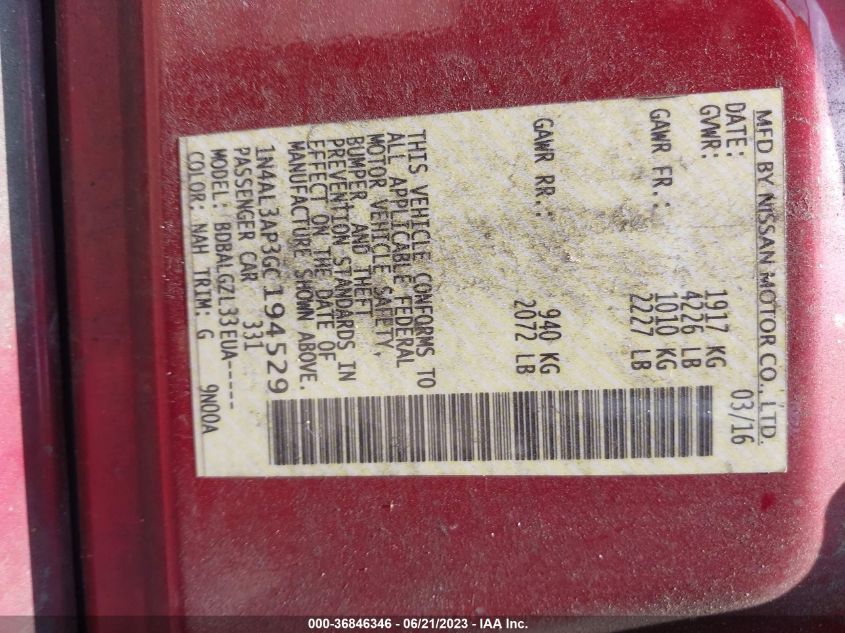 MFD BY NISSAN MOTOR CO., LTD.
DATE: 03/16
GVWR: 1917 KG
4226 LB
GAWR FR.: 1010 KG
2227 LB
GAWR RR.: 940 KG
2072 LB
THIS VEHICLE CONFORMS TO
ALL APPLICABLE FEDERAL
MOTOR VEHICLE SAFETY,
BUMPER, AND THEFT
PREVENTION STANDARDS IN
EFFECT ON THE DATE OF
MANUFACTURE SHOWN ABOVE.
1N4AL3AP3GC194529
PASSENGER CAR 331
MODEL: BDBALGZL33EUA-----
COLOR: NAH TRIM: G 9N00A
000-36846346 - 06/21/2023 - IAA Inc.